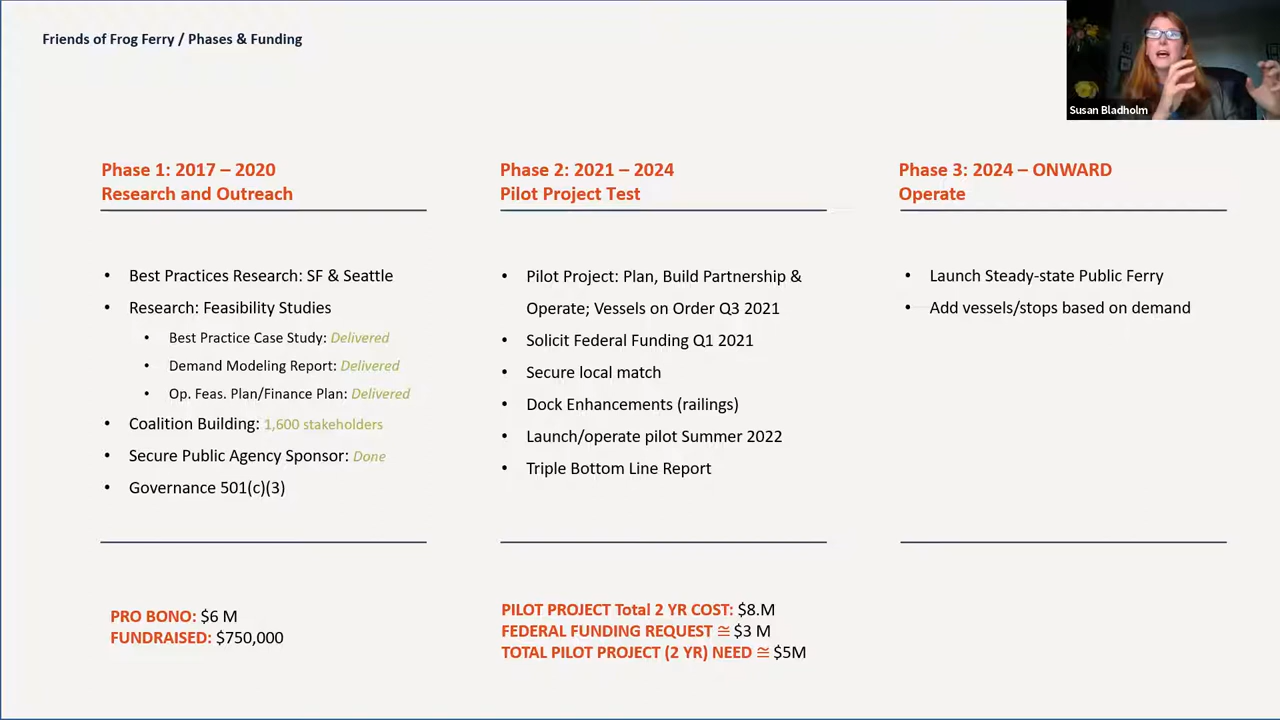 Friends of Frog Ferry / Phases & Funding
Susan Bladholm
Phase 1: 2017 – 2020
Research and Outreach
• Best Practices Research: SF & Seattle
• Research: Feasibility Studies
• Best Practice Case Study: Delivered
• Demand Modeling Report: Delivered
• Op. Feas. Plan/Finance Plan: Delivered
• Coalition Building: 1,600 stakeholders
• Secure Public Agency Sponsor: Done
• Governance 501(c)(3)
PRO BONO: $6 M
FUNDRAISED: $750,000
Phase 2: 2021 – 2024
Pilot Project Test
• Pilot Project: Plan, Build Partnership &
Operate; Vessels on Order Q3 2021
• Solicit Federal Funding Q1 2021
• Secure local match
• Dock Enhancements (railings)
• Launch/operate pilot Summer 2022
• Triple Bottom Line Report
PILOT PROJECT Total 2 YR COST: $8.M
FEDERAL FUNDING REQUEST ≅ $3 M
TOTAL PILOT PROJECT (2 YR) NEED ≅ $5M
Phase 3: 2024 – ONWARD
Operate
• Launch Steady-state Public Ferry
• Add vessels/stops based on demand